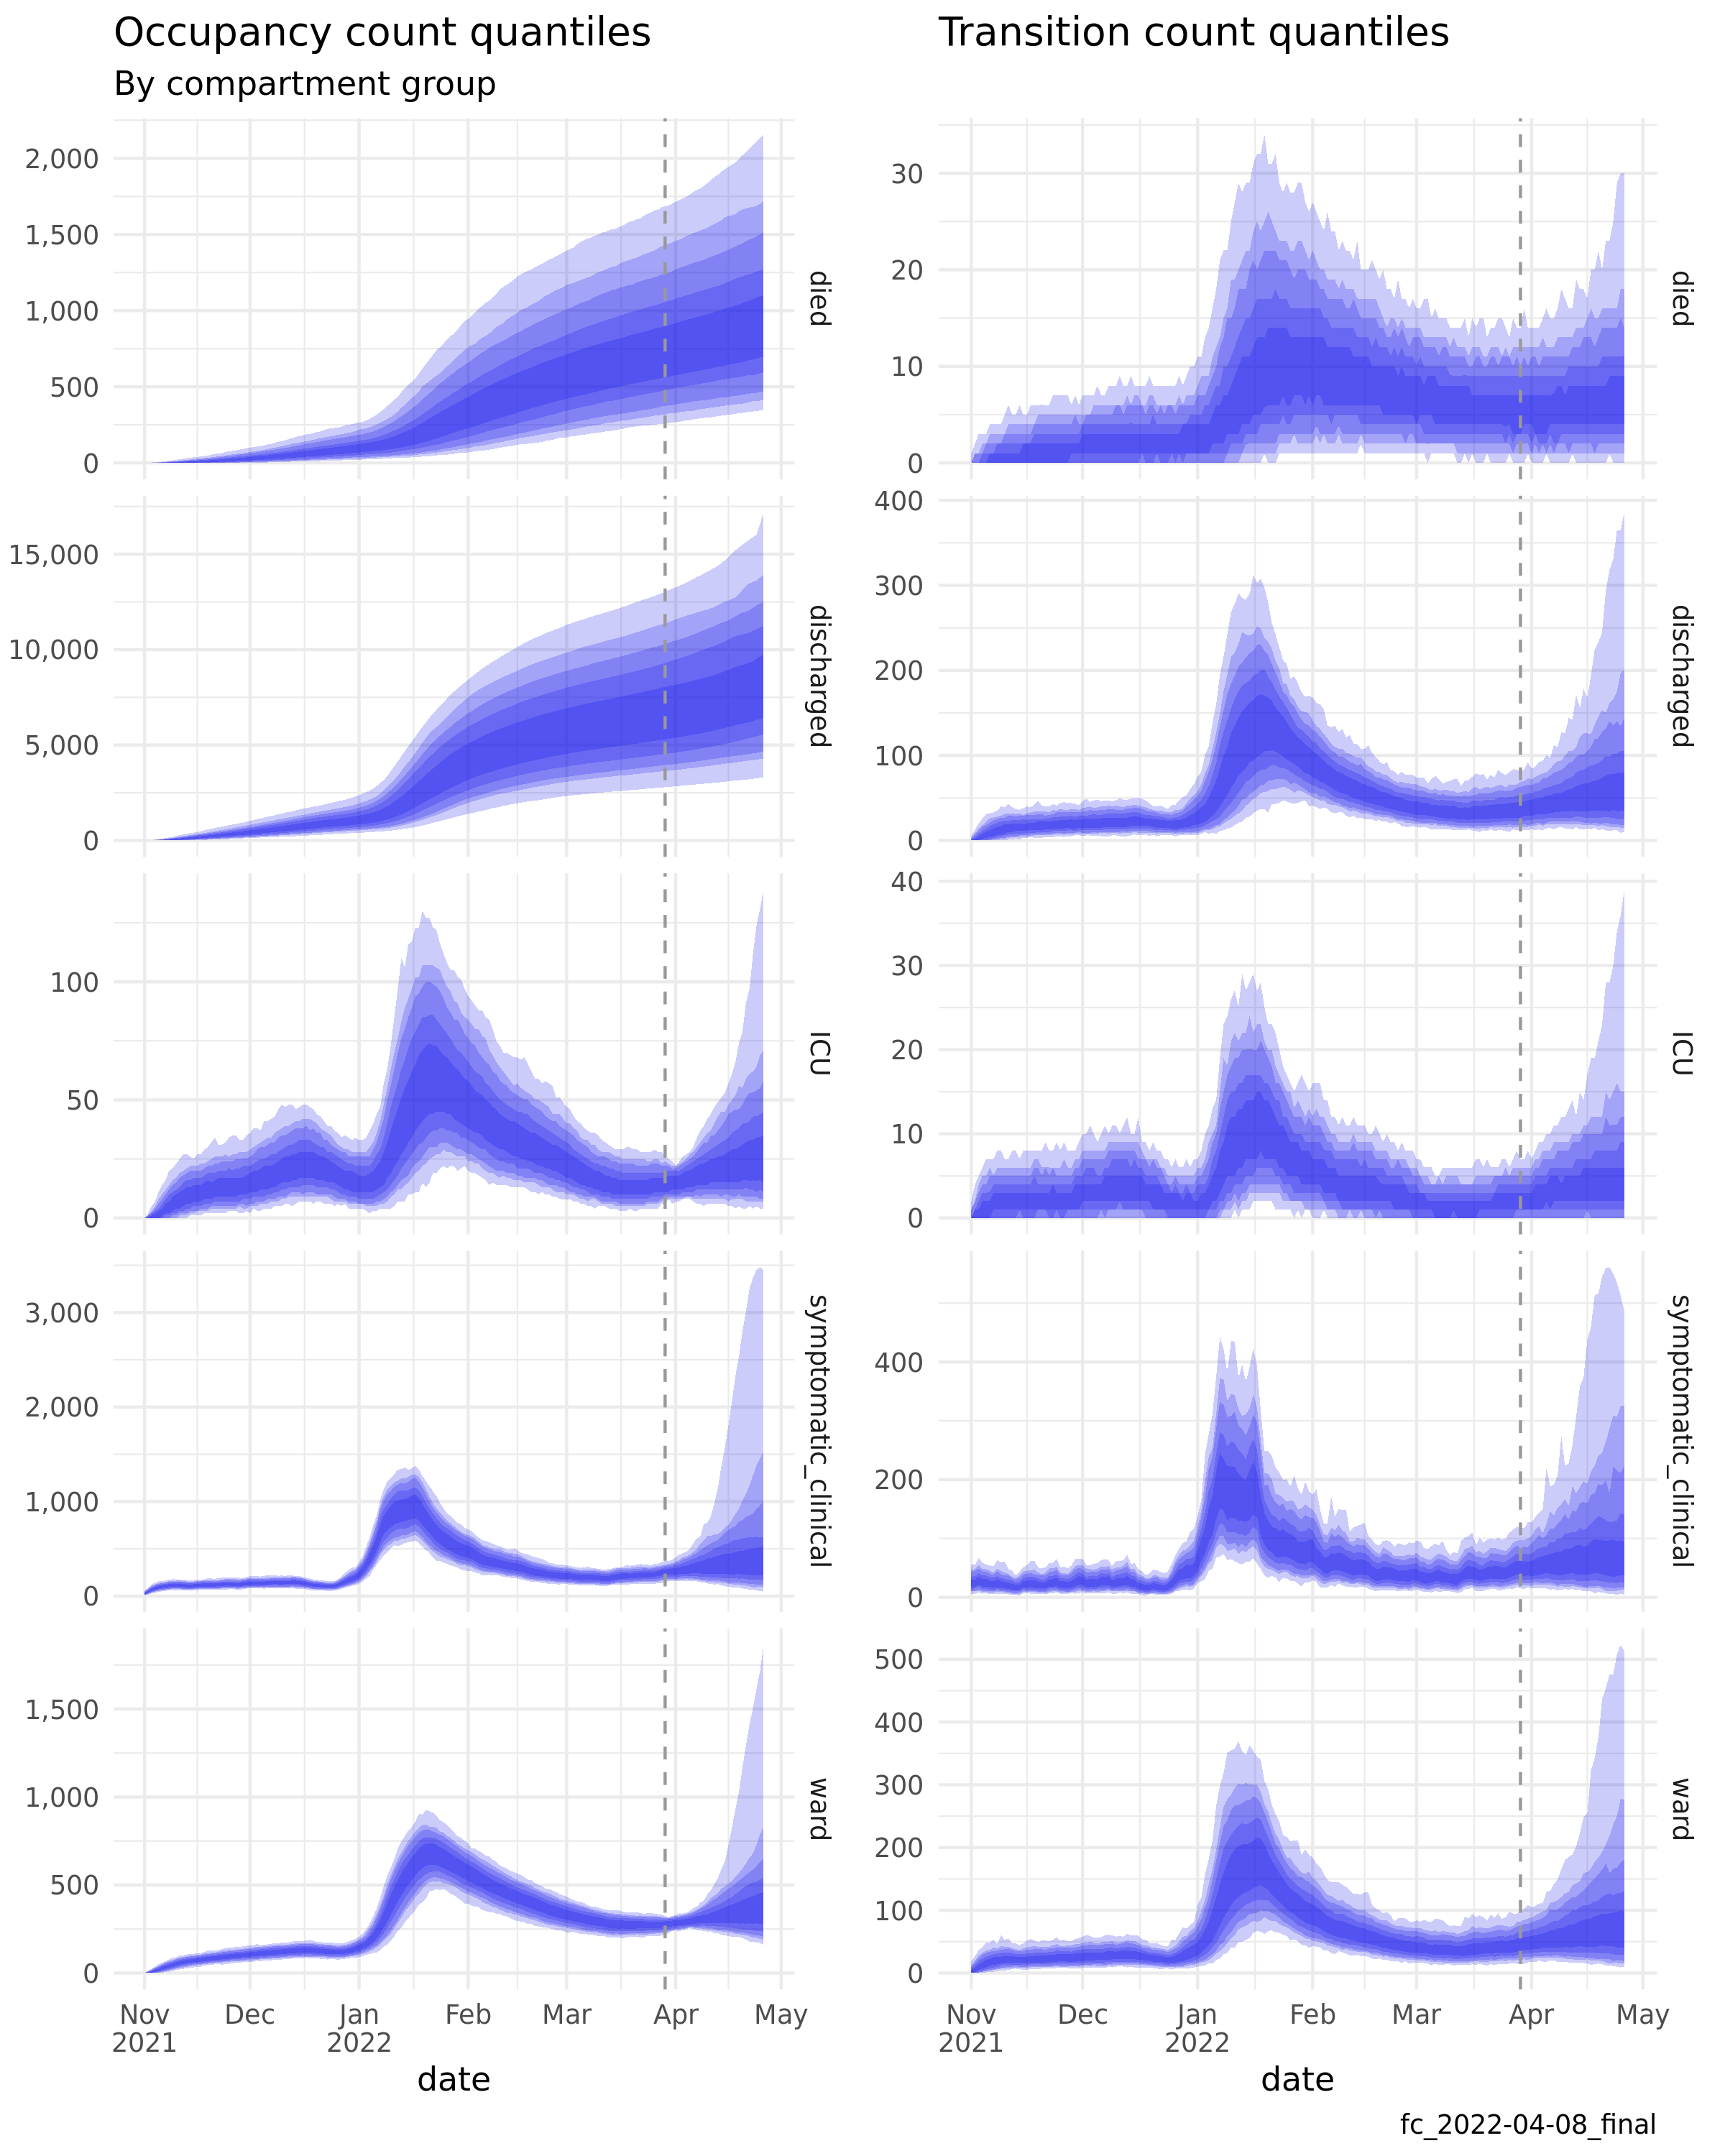 Occupancy count quantiles
By compartment group
2,000
1,500
1,000
500
0
died
15,000
10,000
5,000
0
discharged
100
50
0
ICU
3,000
2,000
1,000
0
symptomatic_clinical
1,500
1,000
500
0
ward
Nov Dec Jan Feb Mar Apr May
2021 2022
date
Transition count quantiles
30
20
10
0
died
400
300
200
100
0
discharged
40
30
20
10
0
ICU
400
200
0
symptomatic_clinical
500
400
300
200
100
0
ward
Nov Dec Jan Feb Mar Apr May
2021 2022
date
fc_2022-04-08_final